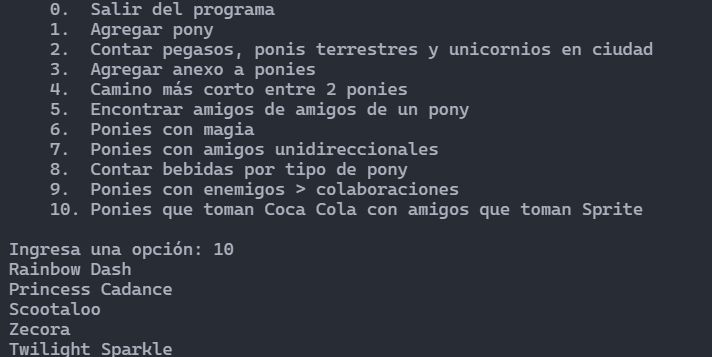 0. Salir del programa
1. Agregar pony
2. Contar pegasos, ponis terrestres y unicornios en ciudad
3. Agregar anexo a ponies
4. Camino más corto entre 2 ponies
5. Encontrar amigos de amigos de un pony
6. Ponies con magia
7. Ponies con amigos unidireccionales
8. Contar bebidas por tipo de pony
9. Ponies con enemigos > colaboraciones
10. Ponies que toman Coca Cola con amigos que toman Sprite
Ingresa una opción: 10
Rainbow Dash
Princess Cadance
Scootaloo
Zecora
Twilight Sparkle